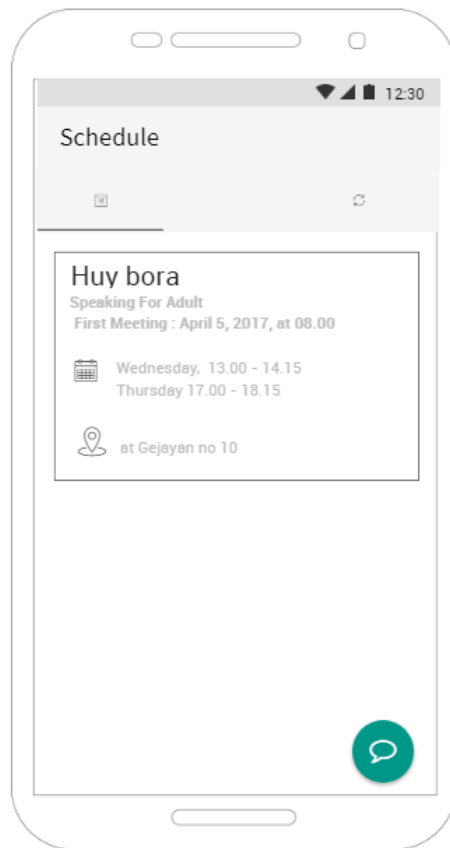 12:30
Schedule
Huy bora
Speaking For Adult
First Meeting : April 5, 2017, at 08.00
Wednesday,  13.00 - 14.15
Thursday 17.00 - 18.15
at Gejayan no 10